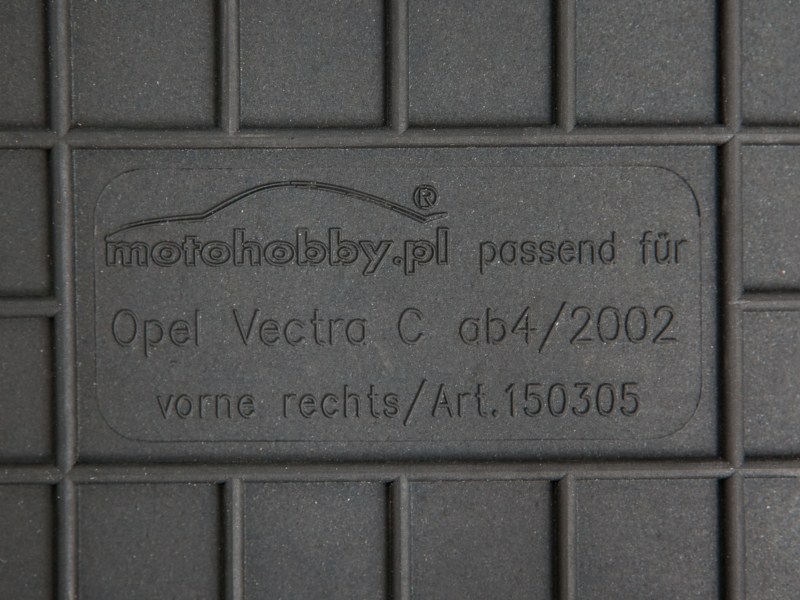 motohobby.pl® passend für
Opel Vectra C ab4/2002
vorne rechts/Art.150305